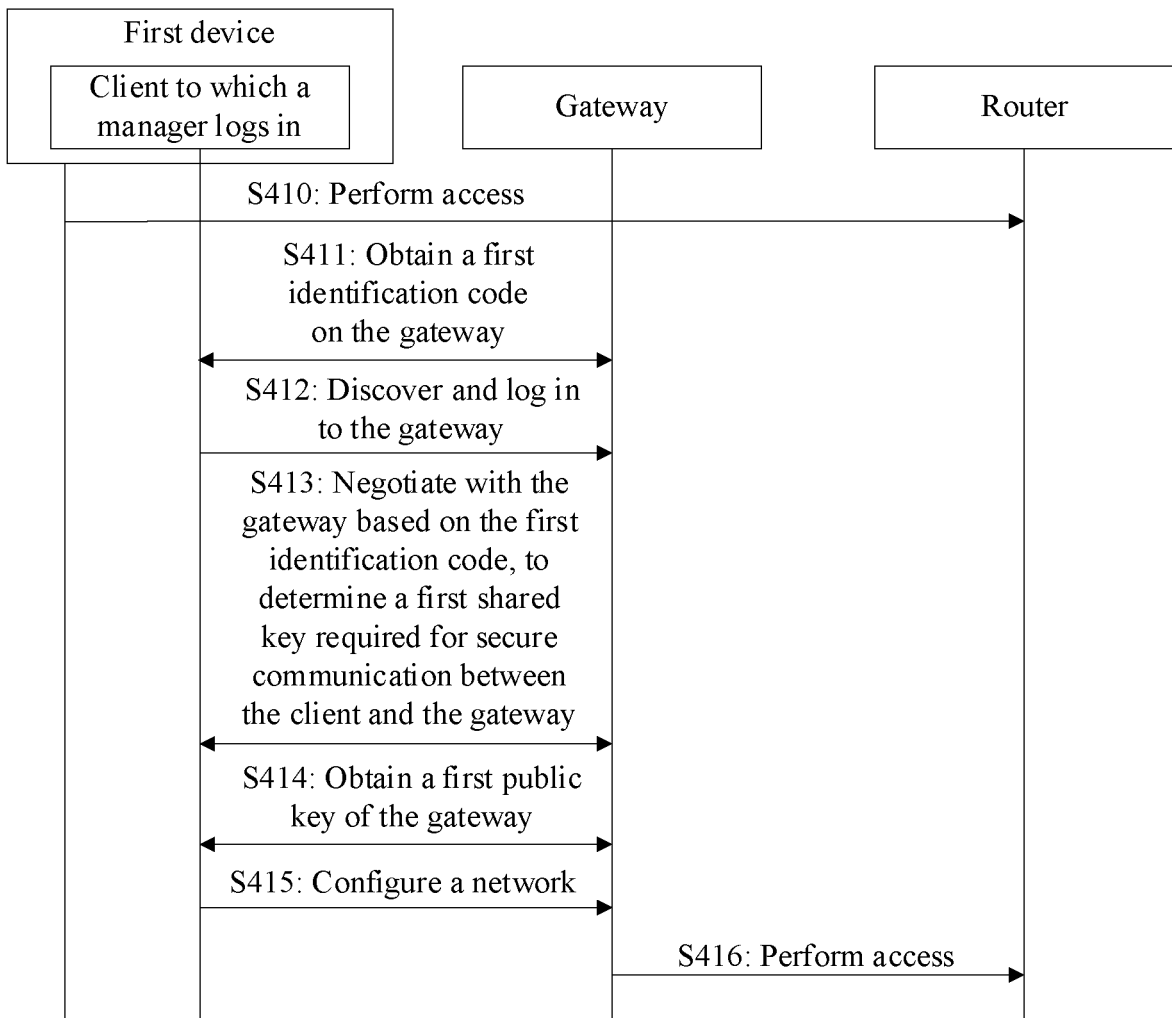 First device
Client to which a
manager logs in
Gateway
Router
S410: Perform access
S411: Obtain a first
identification code
on the gateway
S412: Discover and log in
to the gateway
S413: Negotiate with the
gateway based on the first
identification code, to
determine a first shared
key required for secure
communication between
the client and the gateway
S414: Obtain a first public
key of the gateway
S415: Configure a network
S416: Perform access